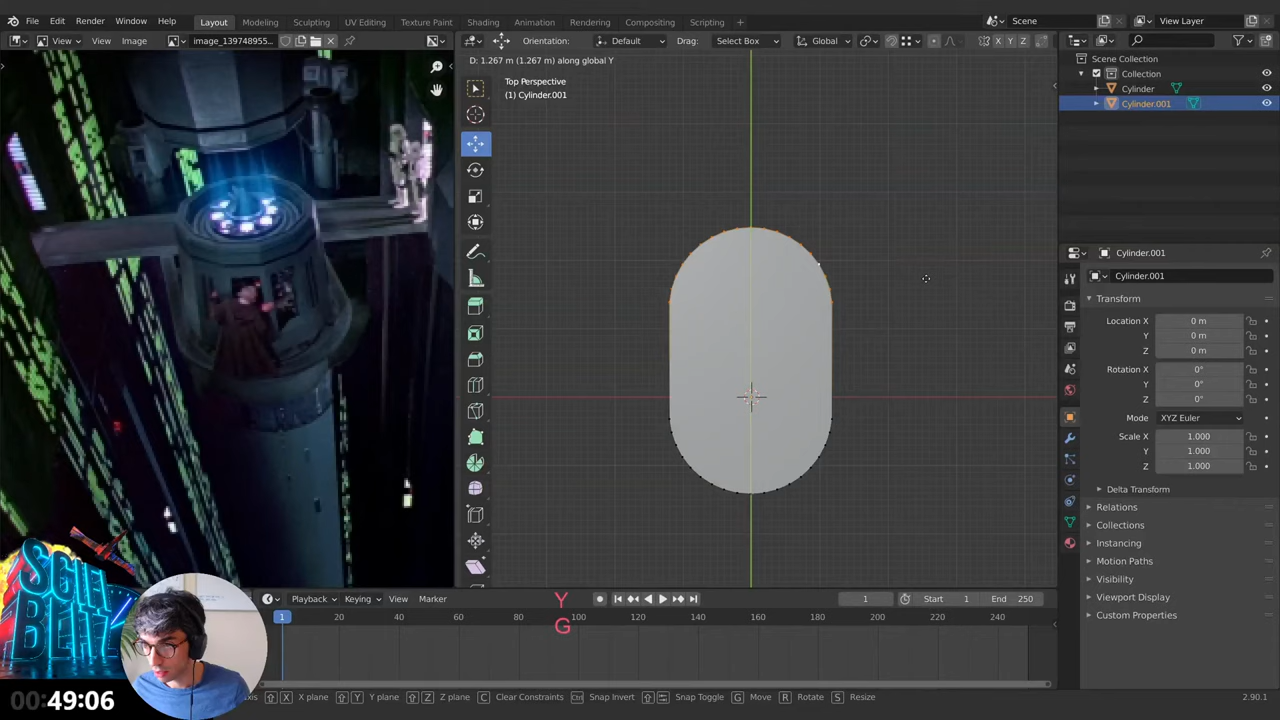 File Edit Render Window Help Layout Modeling Sculpting UV Editing Texture Paint Shading Animation Rendering Compositing Scripting + Scene View Layer
View View Image image_139748955... Orientation: Default Drag: Select Box Global X Y Z
D: 1.267 m (1.267 m) along global Y
Top Perspective
(1) Cylinder.001
Scene Collection
Collection
Cylinder
Cylinder.001
Cylinder.001
Cylinder.001
Transform
Location X 0 m
Y 0 m
Z 0 m
Rotation X 0°
Y 0°
Z 0°
Mode XYZ Euler
Scale X 1.000
Y 1.000
Z 1.000
Delta Transform
Relations
Collections
Instancing
Motion Paths
Visibility
Viewport Display
Custom Properties
SCIFI
BLITZ
Playback Keying View Marker 1 Start 1 End 250
Y
G
1 20 40 60 80 100 120 140 160 180 200 220 240
00:49:06
axis X X plane Y Y plane Z Z plane C Clear Constraints Ctrl Snap Invert Snap Toggle G Move R Rotate S Resize 2.90.1